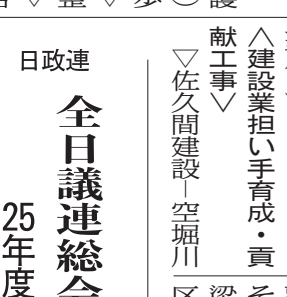 〈建設業担い手育成・貢
献工事〉
▽佐久間建設―空堀川
日政連
全日議連総会
25年度